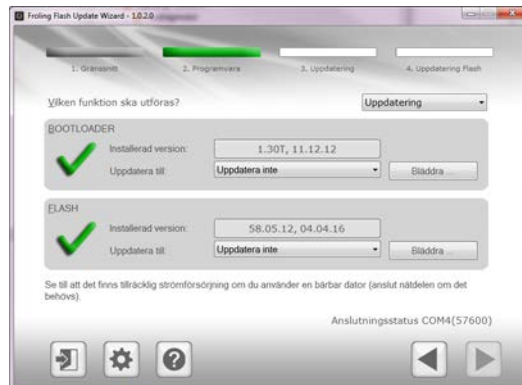 Froling Flash Update Wizard - 1.0.2.0
1. Gränssnitt
2. Programvara
3. Uppdatering
4. Uppdatering Flash
Vilken funktion ska utföras?
Uppdatering
BOOTLOADER
Installerad version:
1.30T, 11.12.12
Uppdatera till:
Uppdatera inte
Bläddra ...
FLASH
Installerad version:
58.05.12, 04.04.16
Uppdatera till:
Uppdatera inte
Bläddra ...
Se till att det finns tillräcklig strömförsörjning om du använder en bärbar dator (anslut nätdelen om det
behövs).
Anslutningsstatus COM4(57600)